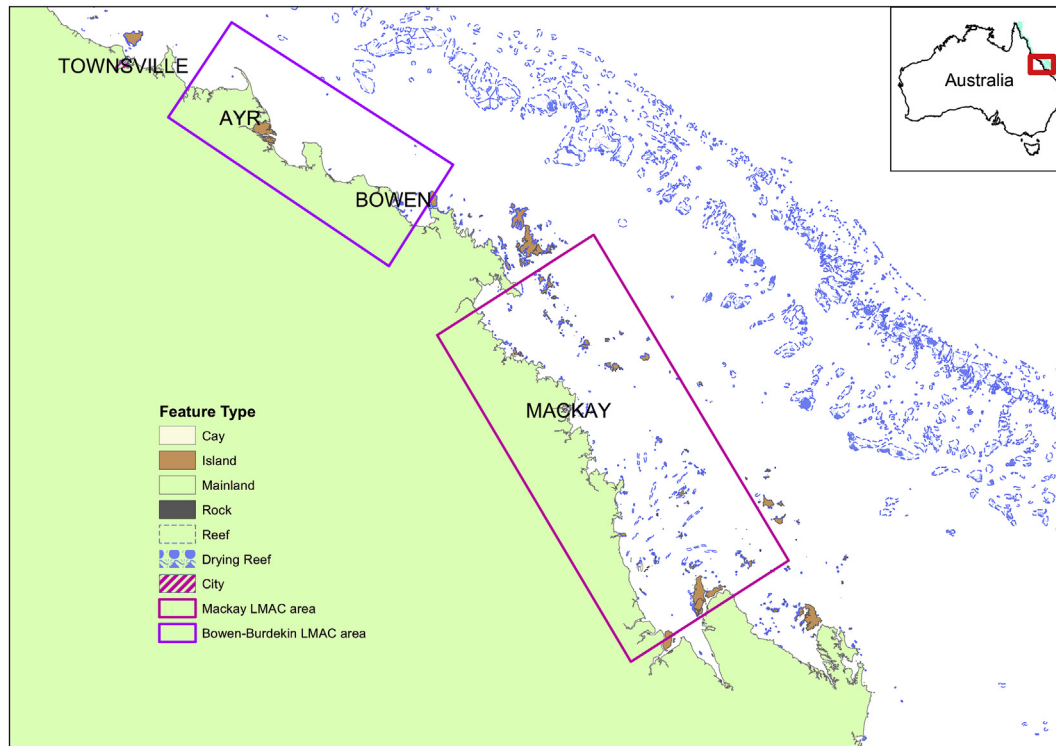 TOWNSVILLE
AYR
BOWEN
MACKAY
Australia
Feature Type
Cay
Island
Mainland
Rock
Reef
Drying Reef
City
Mackay LMAC area
Bowen-Burdekin LMAC area